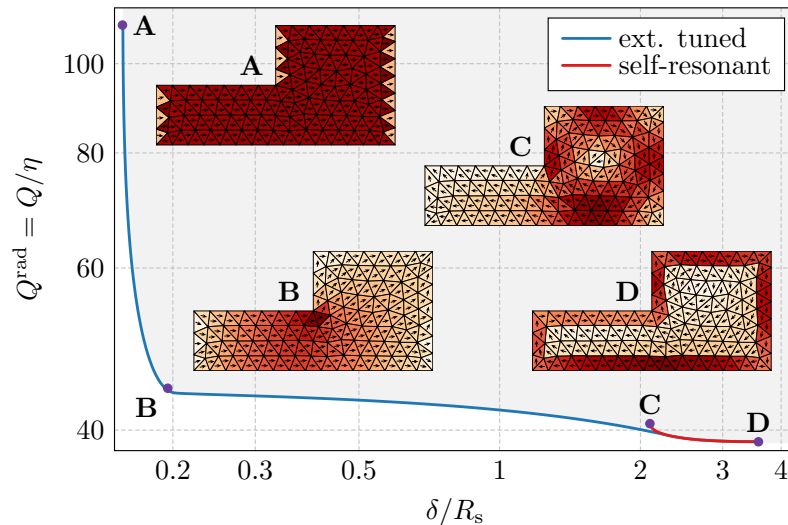 A
ext. tuned
self-resonant
A
C
B
D
B
C
D
100
80
60
40
Q^rad = Q/η
0.2 0.3 0.5 1 2 3 4
δ/R_s